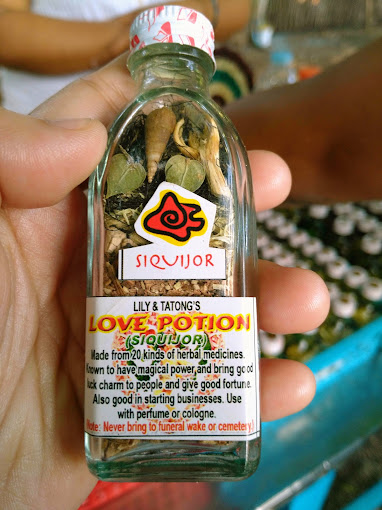 SIQUIJOR
LILY & TATONG'S
LOVE POTION
(SIQUIJOR)
Made from 20 kinds of herbal medicines.
Known to have magical power, and bring good
luck charm to people and give good fortune.
Also good in starting businesses. Use
with perfume or cologne.
(Note: Never bring to funeral wake or cemetery.)